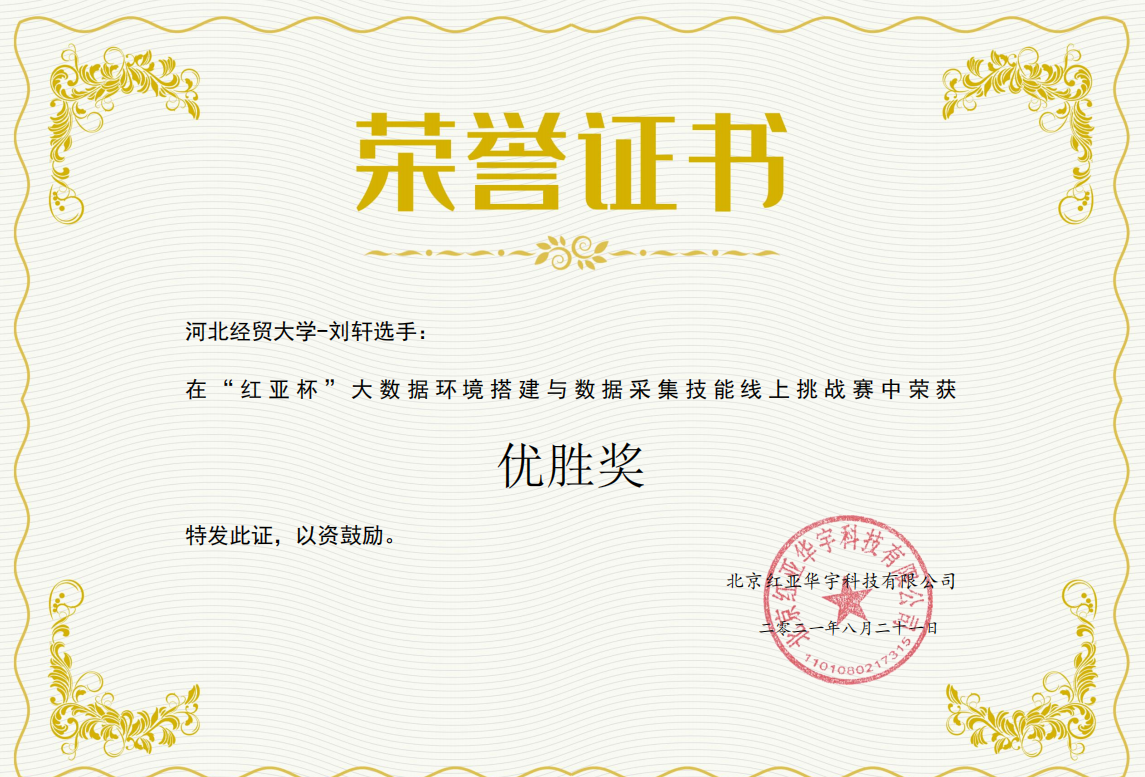 荣誉证书
河北经贸大学-刘轩选手：
在“红亚杯”大数据环境搭建与数据采集技能线上挑战赛中荣获
优胜奖
特发此证，以资鼓励。
北京红亚华宇科技有限公司
二零二一年八月二十一日
北京红亚华宇科技有限公司
1101080217315